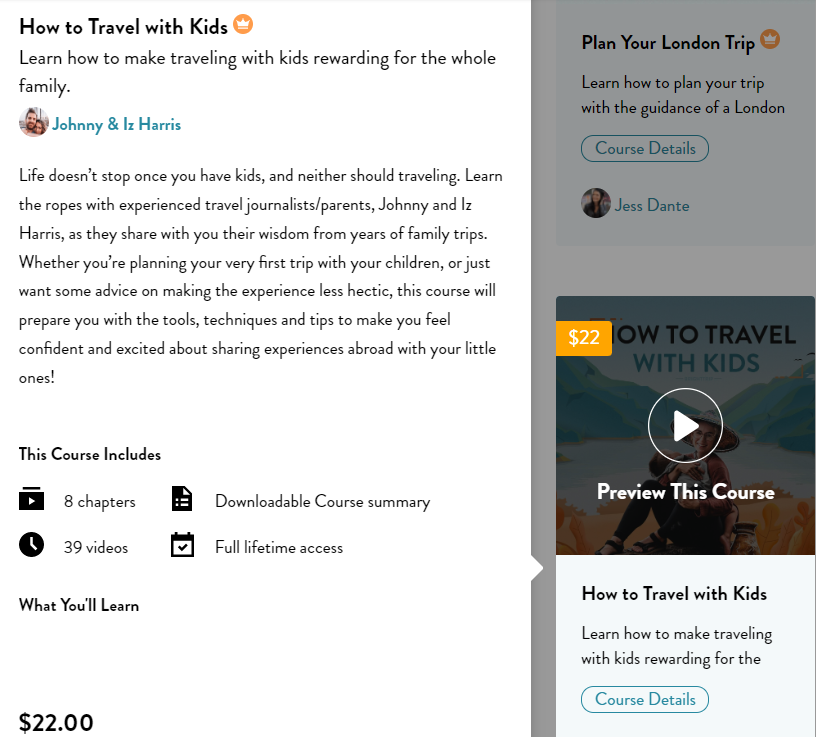 How to Travel with Kids
Learn how to make traveling with kids rewarding for the whole
family.
Johnny & Iz Harris
Life doesn’t stop once you have kids, and neither should traveling. Learn
the ropes with experienced travel journalists/parents, Johnny and Iz
Harris, as they share with you their wisdom from years of family trips.
Whether you’re planning your very first trip with your children, or just
want some advice on making the experience less hectic, this course will
prepare you with the tools, techniques and tips to make you feel
confident and excited about sharing experiences abroad with your little
ones!
This Course Includes
8 chapters
Downloadable Course summary
39 videos
Full lifetime access
What You'll Learn
$22.00
Plan Your London Trip
Learn how to plan your trip
with the guidance of a London
Course Details
Jess Dante
$22
HOW TO TRAVEL
WITH KIDS
Preview This Course
How to Travel with Kids
Learn how to make traveling
with kids rewarding for the
Course Details